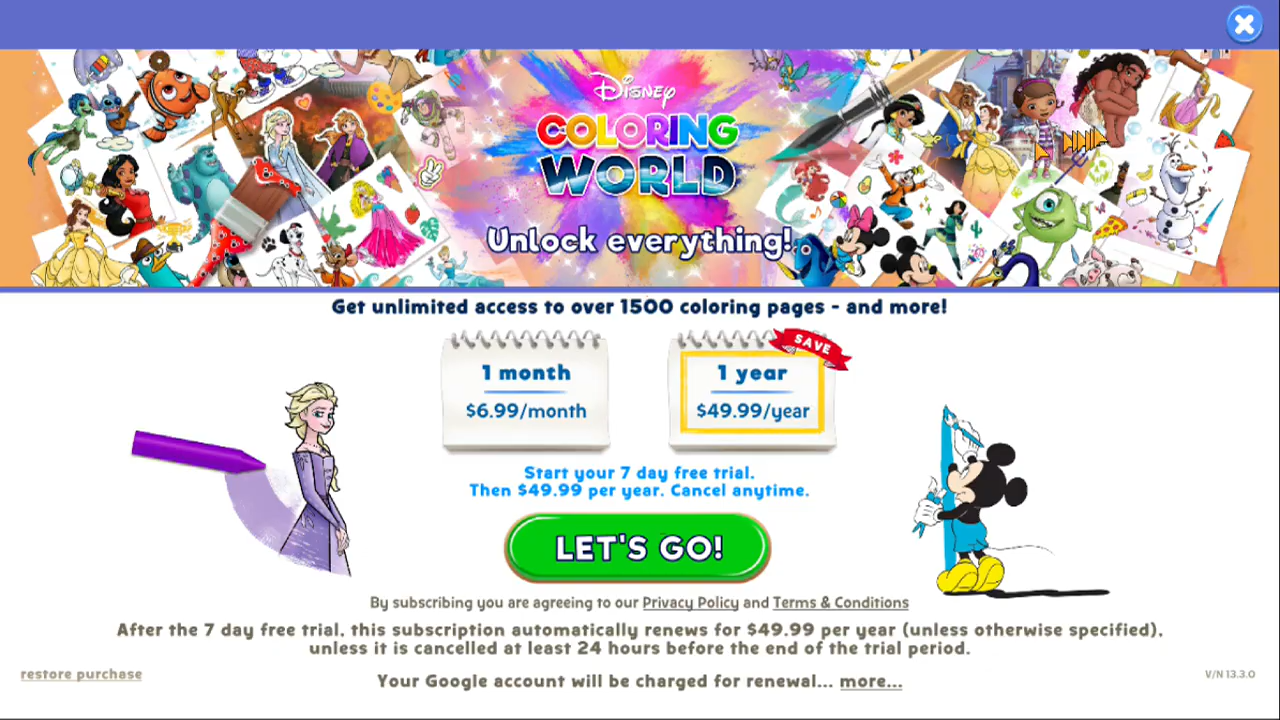 Disney
COLORING
WORLD
Unlock everything!
Get unlimited access to over 1500 coloring pages - and more!
1 month
$6.99/month
SAVE
1 year
$49.99/year
Start your 7 day free trial.
Then $49.99 per year. Cancel anytime.
LET'S GO!
By subscribing you are agreeing to our Privacy Policy and Terms & Conditions
After the 7 day free trial, this subscription automatically renews for $49.99 per year (unless otherwise specified),
unless it is cancelled at least 24 hours before the end of the trial period.
restore purchase
Your Google account will be charged for renewal... more...
V/N 13.3.0